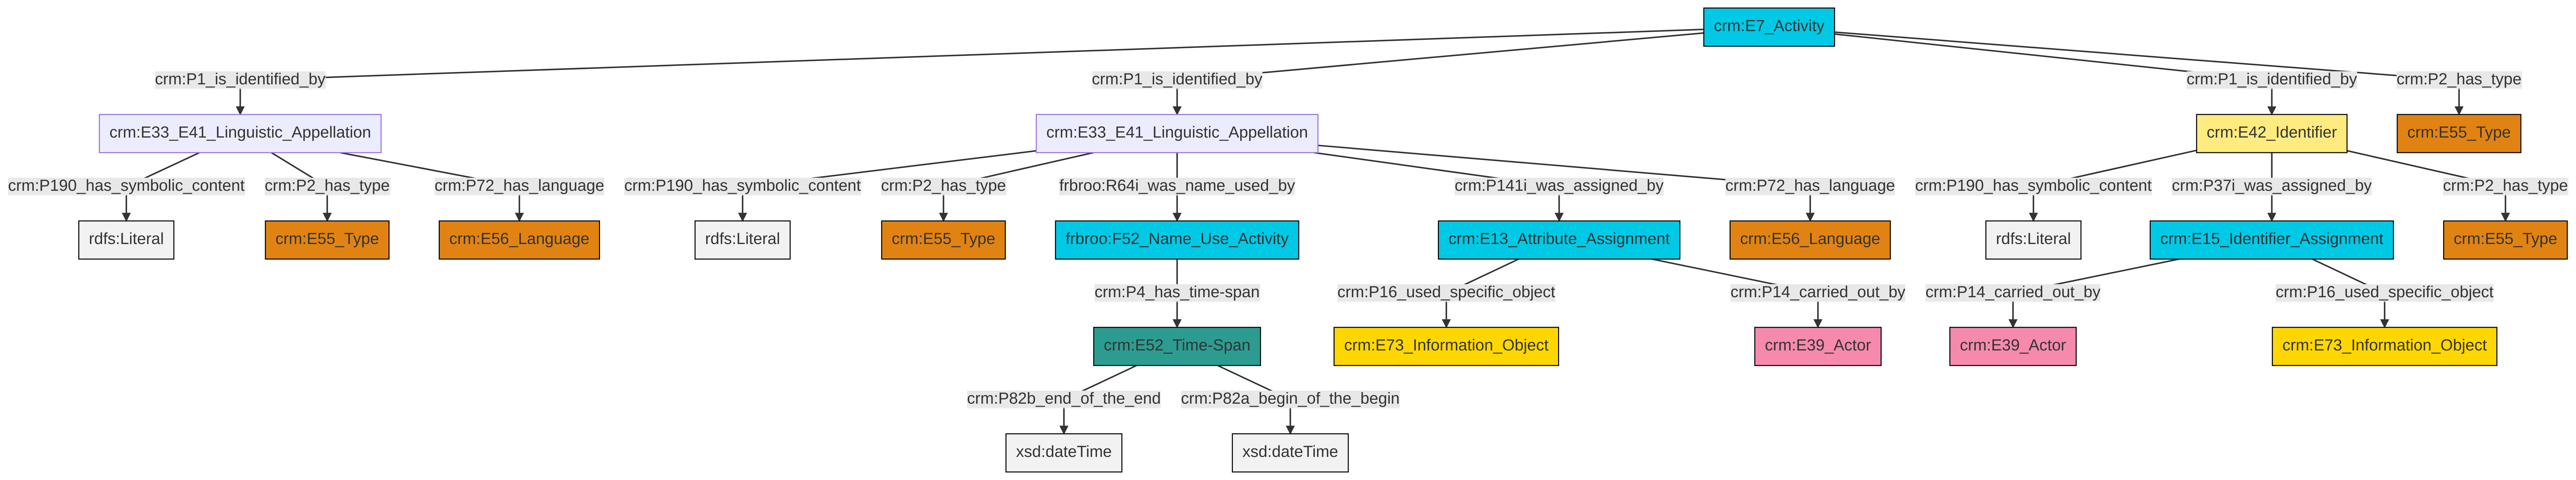 crm:E7_Activity
crm:P1_is_identified_by
crm:P1_is_identified_by
crm:P1_is_identified_by
crm:P2_has_type
crm:E33_E41_Linguistic_Appellation
crm:E33_E41_Linguistic_Appellation
crm:E42_Identifier
crm:E55_Type
crm:P190_has_symbolic_content
crm:P2_has_type
crm:P72_has_language
crm:P190_has_symbolic_content
crm:P2_has_type
frbroo:R64i_was_name_used_by
crm:P141i_was_assigned_by
crm:P72_has_language
crm:P190_has_symbolic_content
crm:P37i_was_assigned_by
crm:P2_has_type
rdfs:Literal
crm:E55_Type
crm:E56_Language
rdfs:Literal
crm:E55_Type
frbroo:F52_Name_Use_Activity
crm:E13_Attribute_Assignment
crm:E56_Language
rdfs:Literal
crm:E15_Identifier_Assignment
crm:E55_Type
crm:P4_has_time-span
crm:P16_used_specific_object
crm:P14_carried_out_by
crm:P14_carried_out_by
crm:P16_used_specific_object
crm:E52_Time-Span
crm:E73_Information_Object
crm:E39_Actor
crm:E39_Actor
crm:E73_Information_Object
crm:P82b_end_of_the_end
crm:P82a_begin_of_the_begin
xsd:dateTime
xsd:dateTime